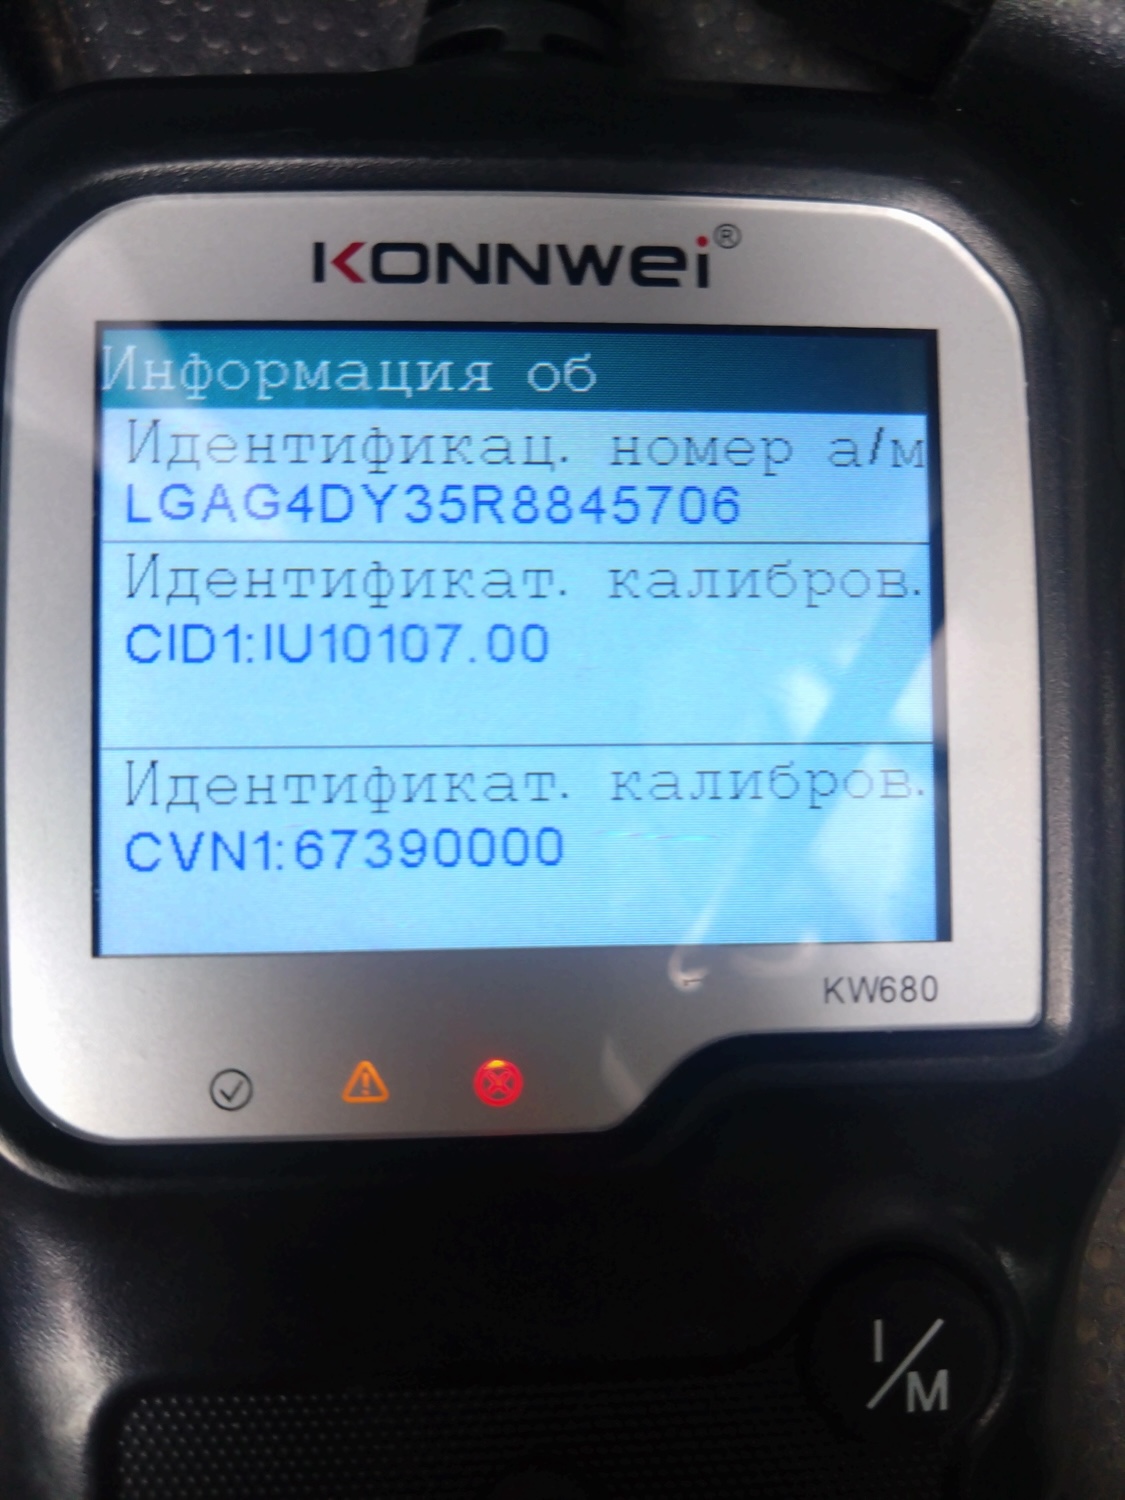 KONNWEI®
Информация об
Идентификац. номер а/м
LGAG4DY35R8845706
Идентификат. калибров.
CID1:IU10107.00
Идентификат. калибров.
CVN1:67390000
KW680
I/M